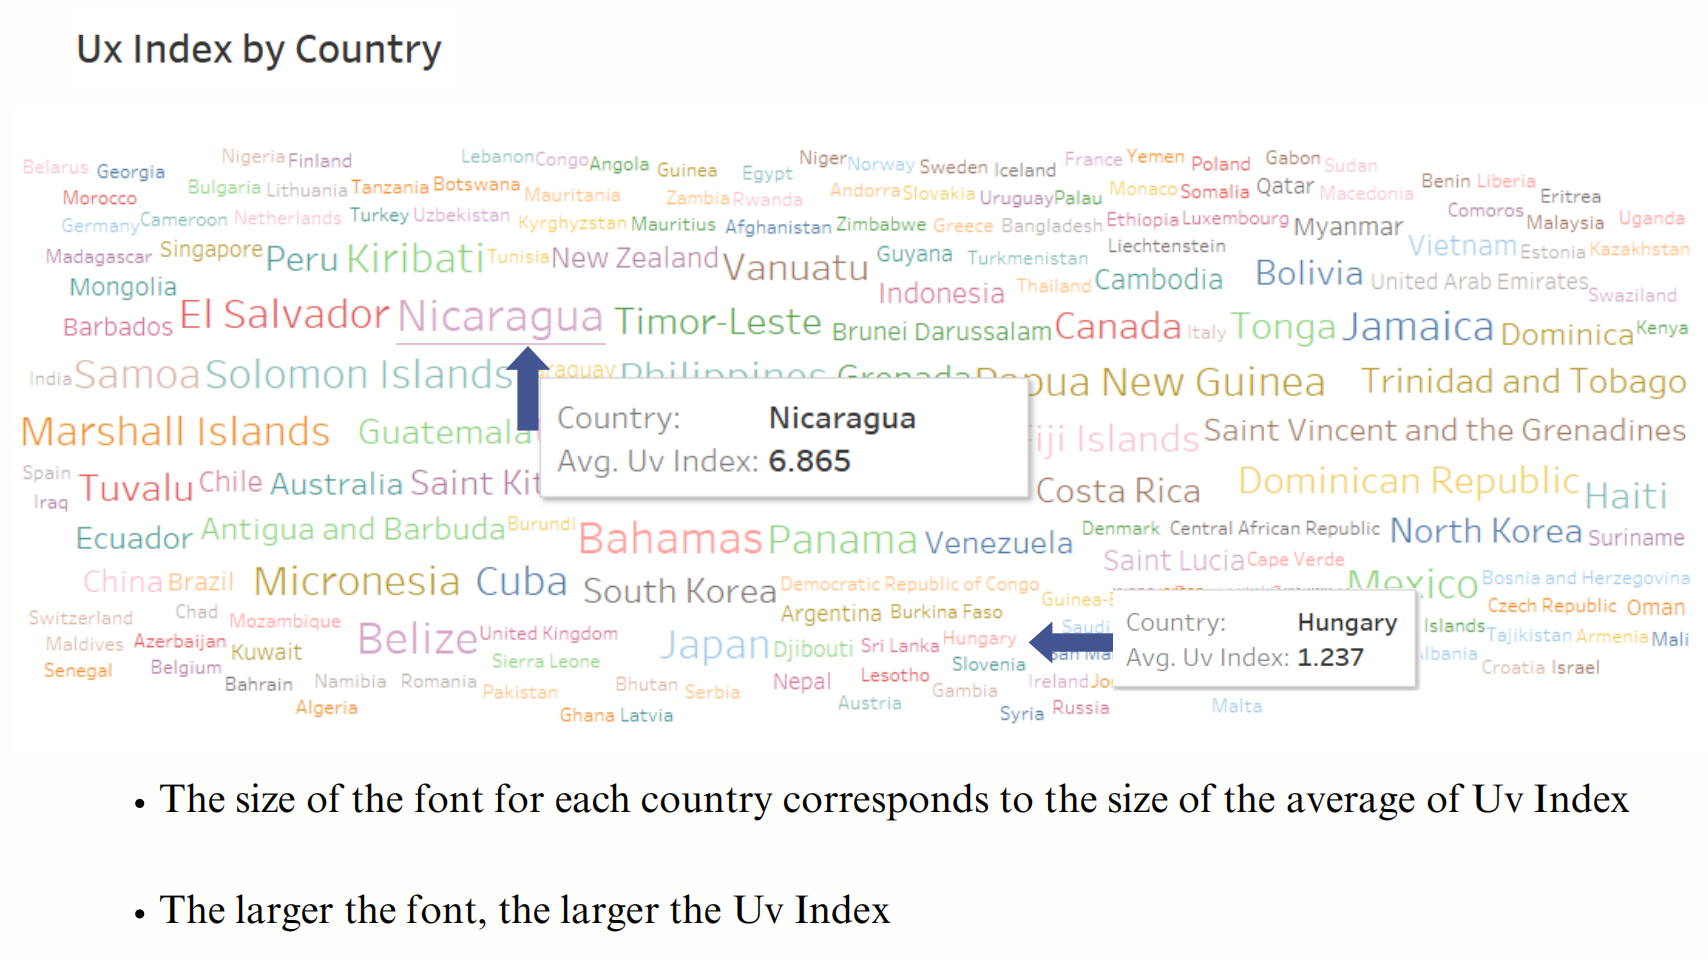 Ux Index by Country
Belarus Georgia Nigeria Finland Lebanon Congo Angola Guinea Egypt Niger Norway Sweden Iceland France Yemen Poland Gabon Sudan
Morocco Bulgaria Lithuania Tanzania Botswana Mauritania Zambia Rwanda Andorra Slovakia Uruguay Palau Monaco Somalia Qatar Macedonia Benin Liberia Eritrea
Germany Cameroon Netherlands Turkey Uzbekistan Kyrghyzstan Mauritius Afghanistan Zimbabwe Greece Bangladesh Ethiopia Luxembourg Myanmar Comoros Malaysia Uganda
Madagascar Singapore Peru Kiribati Tunisia New Zealand Vanuatu Guyana Turkmenistan Liechtenstein Vietnam Estonia Kazakhstan
Mongolia Indonesia Thailand Cambodia Bolivia United Arab Emirates Swaziland
Barbados El Salvador Nicaragua Timor-Leste Brunei Darussalam Canada Italy Tonga Jamaica Dominica Kenya
India Samoa Solomon Islands raguay Philippines Grenada Papua New Guinea Trinidad and Tobago
Marshall Islands Guatemala iji Islands Saint Vincent and the Grenadines
Country: Nicaragua
Avg. Uv Index: 6.865
Spain Tuvalu Chile Australia Saint Kit Costa Rica Dominican Republic Haiti
Iraq
Ecuador Antigua and Barbuda Burundi Bahamas Panama Venezuela Denmark Central African Republic North Korea Suriname
Saint Lucia Cape Verde
China Brazil Micronesia Cuba South Korea Democratic Republic of Congo Mexico Bosnia and Herzegovina
Switzerland Chad Mozambique Argentina Burkina Faso Guinea-B Czech Republic Oman
Maldives Azerbaijan Kuwait Belize United Kingdom Japan Djibouti Sri Lanka Hungary Saudi Islands Tajikistan Armenia Mali
Country: Hungary
Avg. Uv Index: 1.237
Senegal Belgium Sierra Leone Slovenia San Ma lbania Croatia Israel
Bahrain Namibia Romania Pakistan Bhutan Serbia Nepal Lesotho Gambia Ireland Jo
Algeria Ghana Latvia Austria Syria Russia Malta
• The size of the font for each country corresponds to the size of the average of Uv Index
• The larger the font, the larger the Uv Index